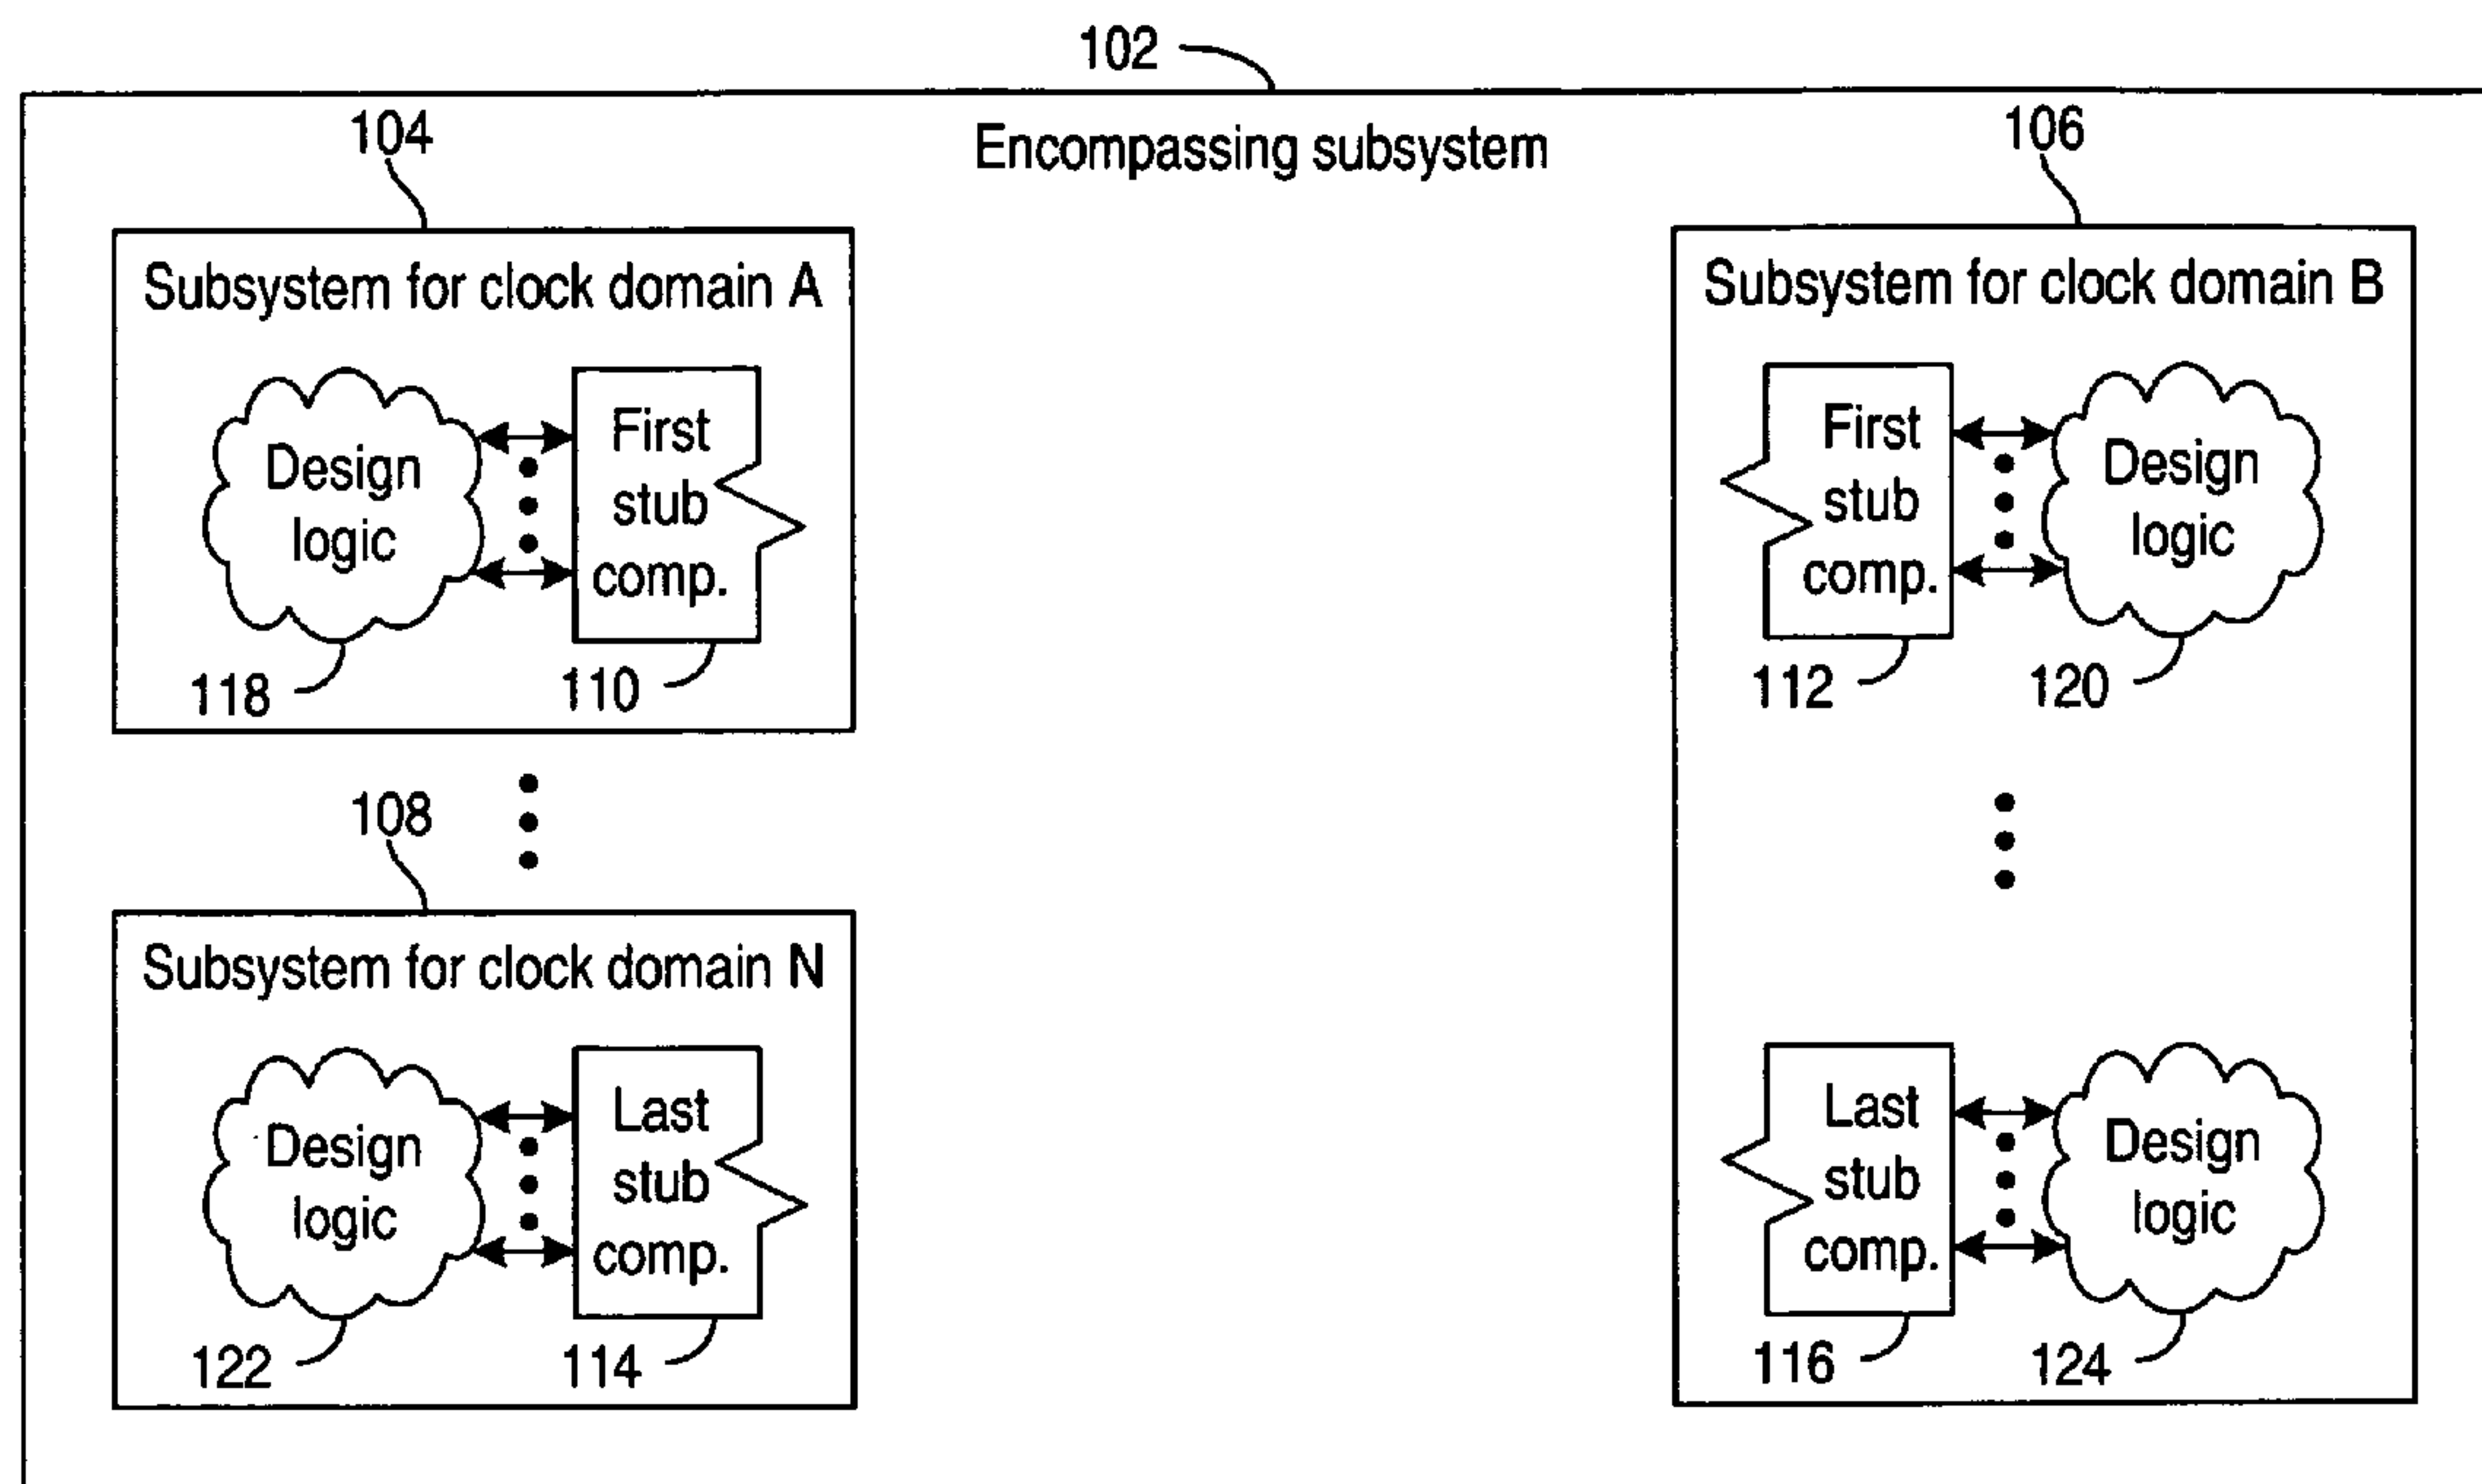 102
Encompassing subsystem
104
106
Subsystem for clock domain A
Design
logic
First
stub
comp.
118
110
Subsystem for clock domain B
First
stub
comp.
Design
logic
112
120
108
Subsystem for clock domain N
Design
logic
Last
stub
comp.
122
114
Last
stub
comp.
Design
logic
116
124